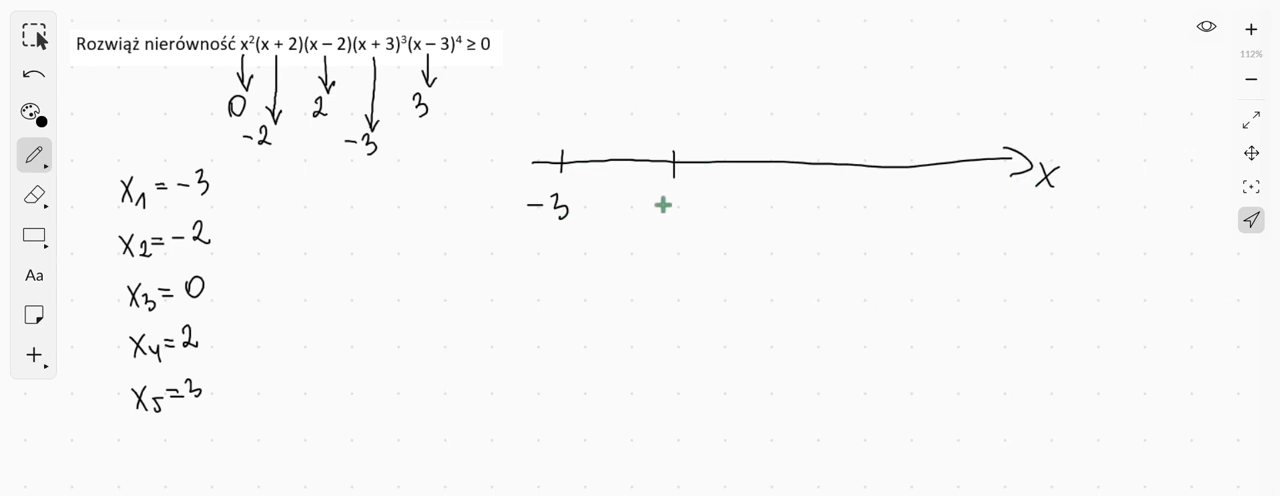 Rozwiąż nierówność x²(x + 2)(x – 2)(x + 3)³(x – 3)⁴ ≥ 0
0 2 3
-2 -3
x₁ = -3
x₂ = -2
x₃ = 0
x₄ = 2
x₅ = 3
-3
x
112%
Aa